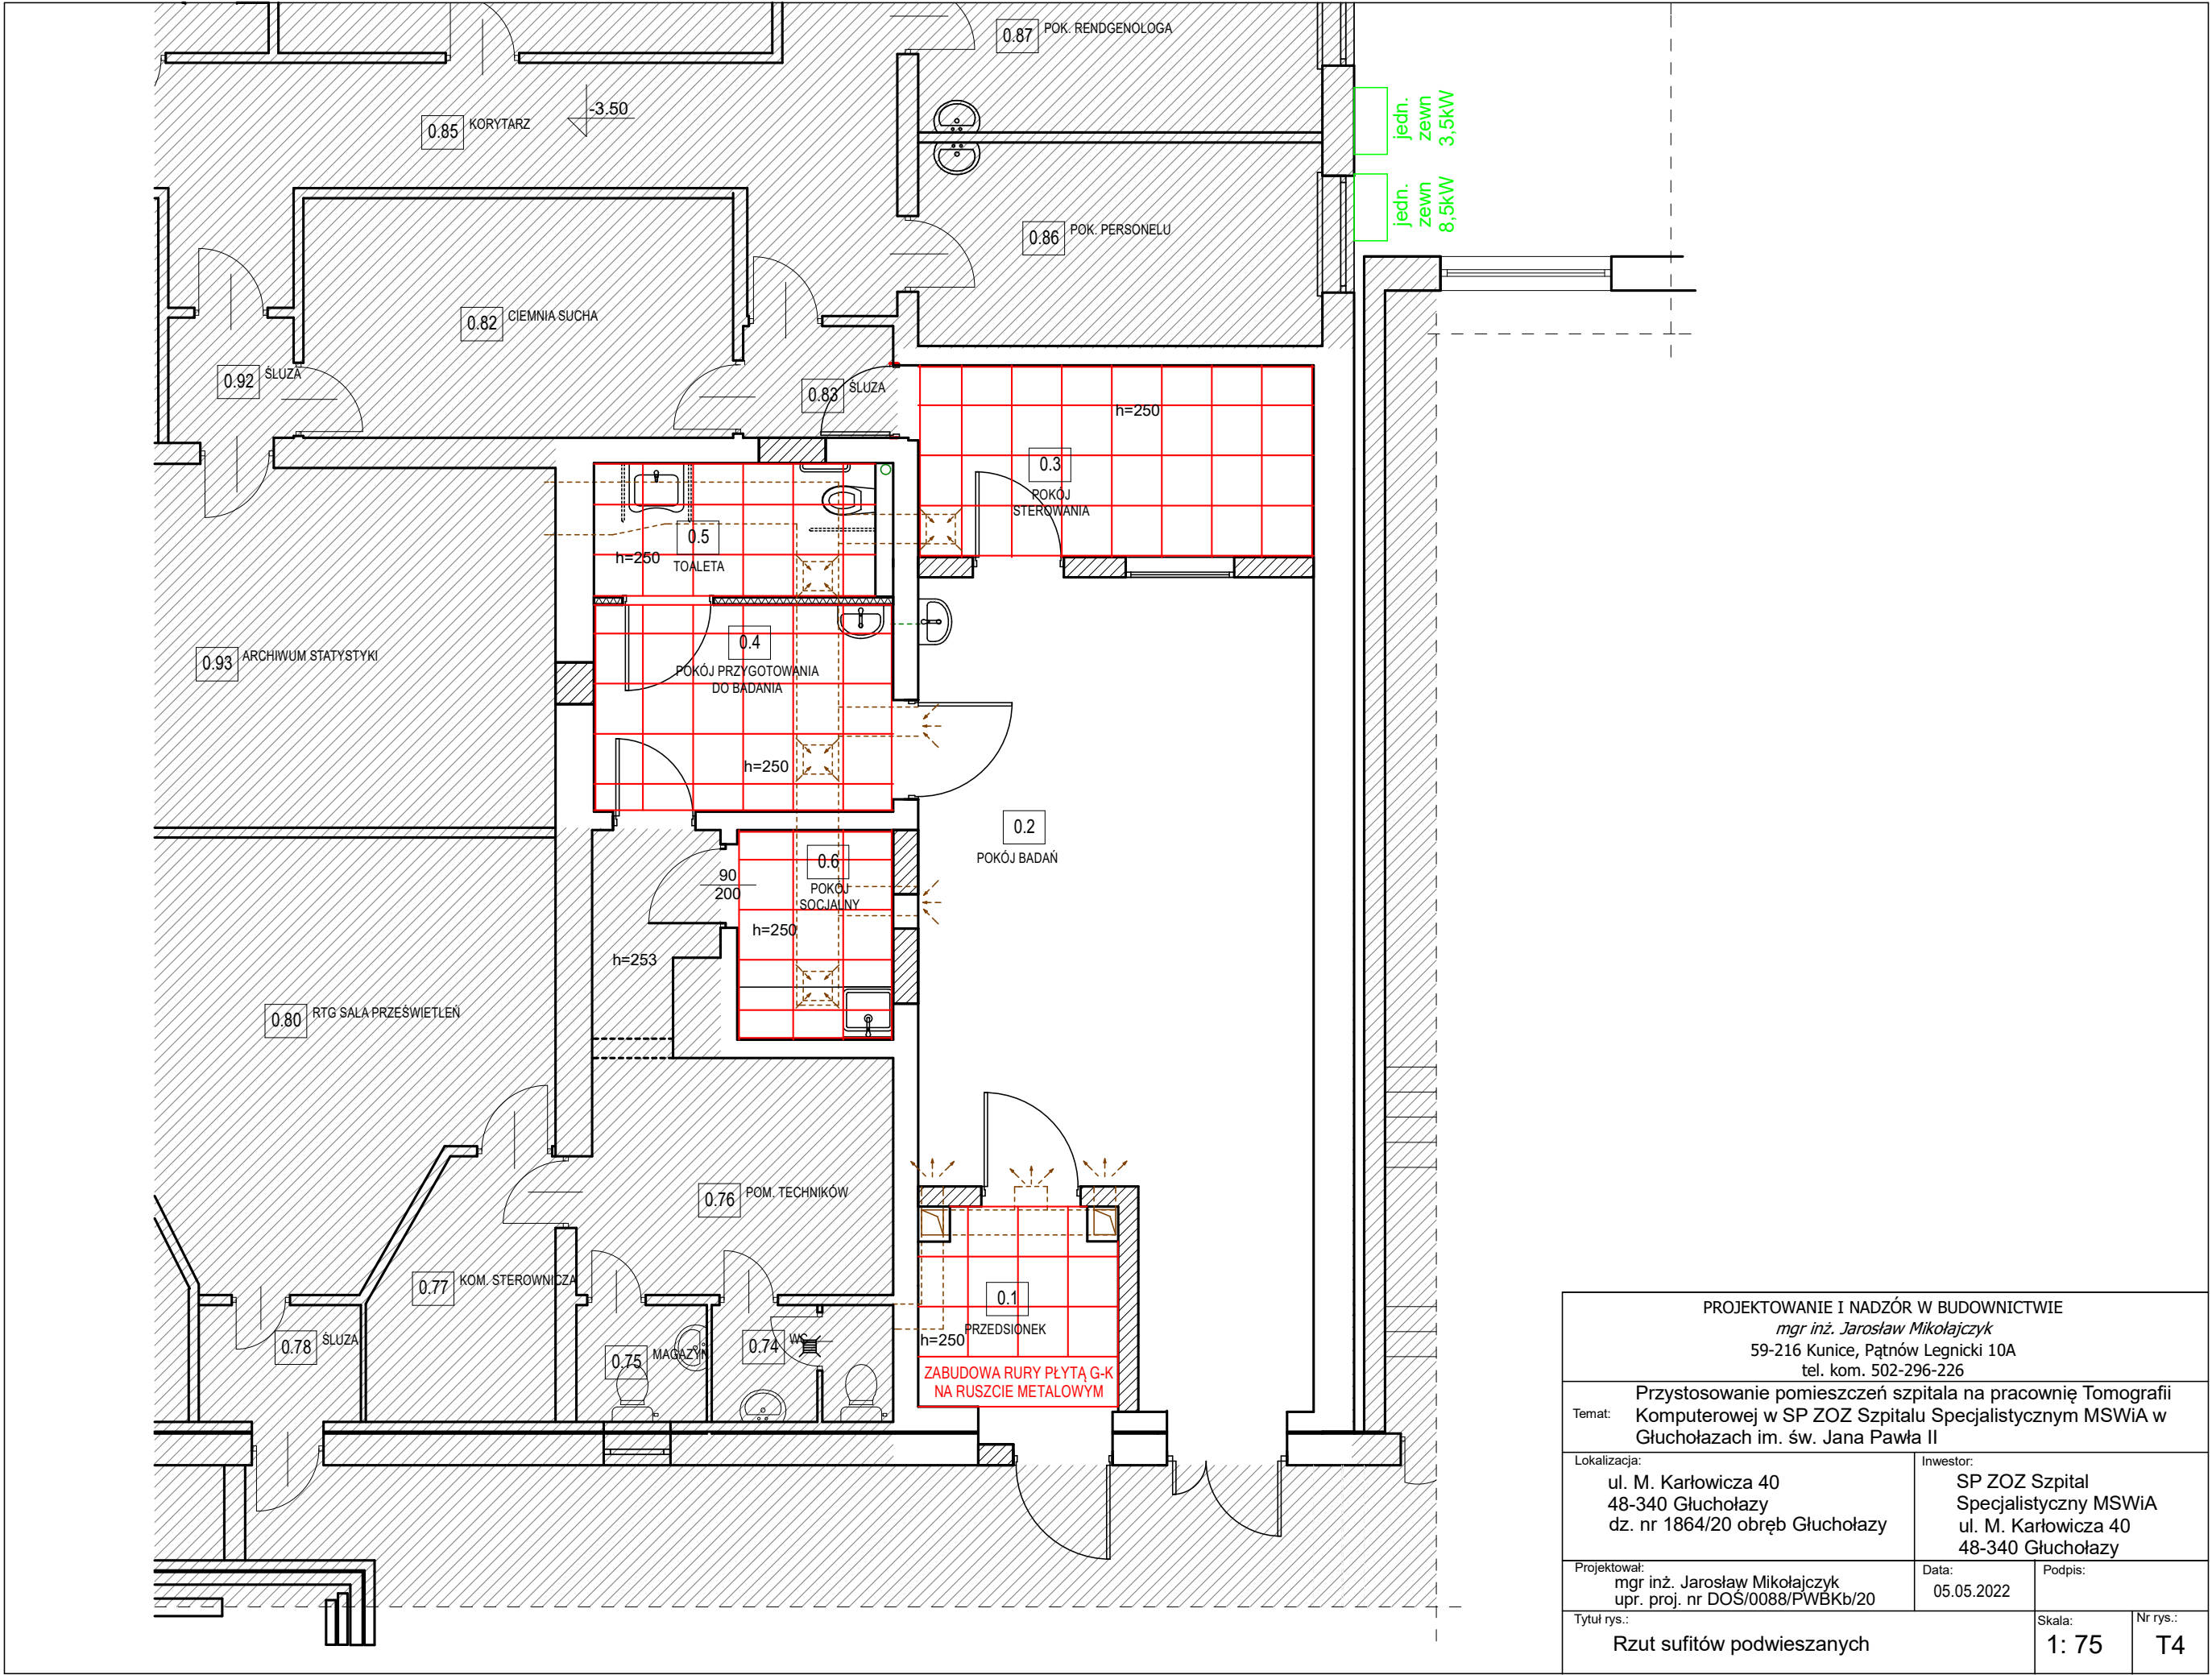 0.87 POK. RENDGENOLOGA
jedn.
zewn
3,5kW
-3.50
0.85 KORYTARZ
jedn.
zewn
8,5kW
0.86 POK. PERSONELU
0.82 CIEMNIA SUCHA
0.92 ŚLUZA
0.83 ŚLUZA
h=250
0.3
POKÓJ
STEROWANIA
0.5
h=250
TOALETA
0.4
POKÓJ PRZYGOTOWANIA
DO BADANIA
0.93 ARCHIWUM STATYSTYKI
h=250
0.2
POKÓJ BADAŃ
0.6
POKÓJ
SOCJALNY
90
200
h=250
h=253
0.80 RTG SALA PRZEŚWIETLEŃ
0.76 POM. TECHNIKÓW
0.77 KOM. STEROWNICZA
0.1
PRZEDSIONEK
h=250
0.78 ŚLUZA
0.75 MAGAZYN
0.74 WC
ZABUDOWA RURY PŁYTĄ G-K
NA RUSZCIE METALOWYM
PROJEKTOWANIE I NADZÓR W BUDOWNICTWIE
mgr inż. Jarosław Mikołajczyk
59-216 Kunice, Pątnów Legnicki 10A
tel. kom. 502-296-226
Temat:
Przystosowanie pomieszczeń szpitala na pracownię Tomografii
Komputerowej w SP ZOZ Szpitalu Specjalistycznym MSWiA w
Głuchołazach im. św. Jana Pawła II
Lokalizacja:
ul. M. Karłowicza 40
48-340 Głuchołazy
dz. nr 1864/20 obręb Głuchołazy
Inwestor:
SP ZOZ Szpital
Specjalistyczny MSWiA
ul. M. Karłowicza 40
48-340 Głuchołazy
Projektował:
mgr inż. Jarosław Mikołajczyk
upr. proj. nr DOŚ/0088/PWBKb/20
Data:
05.05.2022
Podpis:
Tytuł rys.:
Rzut sufitów podwieszanych
Skala:
1: 75
Nr rys.:
T4